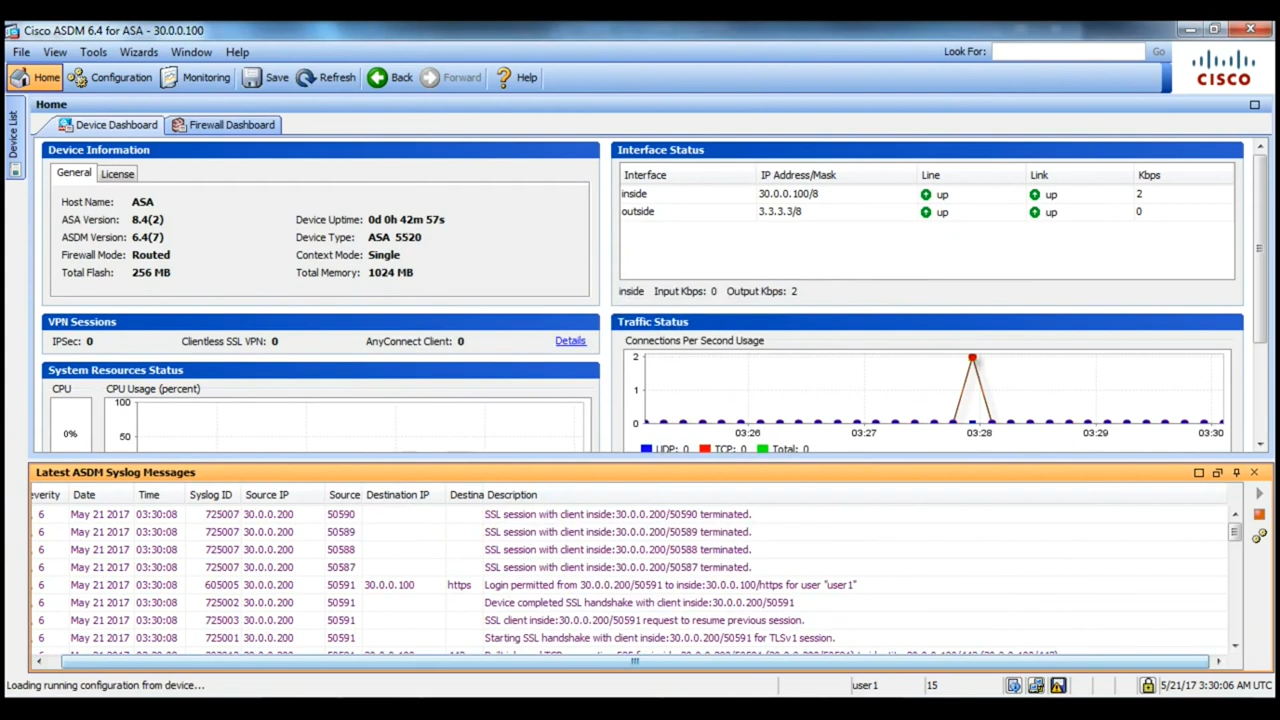 Cisco ASDM 6.4 for ASA - 30.0.0.100
File View Tools Wizards Window Help Look For: Go
Home Configuration Monitoring Save Refresh Back Forward Help
CISCO
Device List
Home
Device Dashboard Firewall Dashboard
Device Information
General License
Host Name: ASA
ASA Version: 8.4(2) Device Uptime: 0d 0h 42m 57s
ASDM Version: 6.4(7) Device Type: ASA 5520
Firewall Mode: Routed Context Mode: Single
Total Flash: 256 MB Total Memory: 1024 MB
Interface Status
Interface IP Address/Mask Line Link Kbps
inside 30.0.0.100/8 up up 2
outside 3.3.3.3/8 up up 0
inside Input Kbps: 0 Output Kbps: 2
VPN Sessions
IPSec: 0 Clientless SSL VPN: 0 AnyConnect Client: 0 Details
System Resources Status
CPU CPU Usage (percent)
100
50
0%
Traffic Status
Connections Per Second Usage
2
1
0
03:26 03:27 03:28 03:29 03:30
UDP: 0 TCP: 0 Total: 0
Latest ASDM Syslog Messages
everity Date Time Syslog ID Source IP Source Destination IP Destina Description
6 May 21 2017 03:30:08 725007 30.0.0.200 50590 SSL session with client inside:30.0.0.200/50590 terminated.
6 May 21 2017 03:30:08 725007 30.0.0.200 50589 SSL session with client inside:30.0.0.200/50589 terminated.
6 May 21 2017 03:30:08 725007 30.0.0.200 50588 SSL session with client inside:30.0.0.200/50588 terminated.
6 May 21 2017 03:30:08 725007 30.0.0.200 50587 SSL session with client inside:30.0.0.200/50587 terminated.
6 May 21 2017 03:30:08 605005 30.0.0.200 50591 30.0.0.100 https Login permitted from 30.0.0.200/50591 to inside:30.0.0.100/https for user "user1"
6 May 21 2017 03:30:08 725002 30.0.0.200 50591 Device completed SSL handshake with client inside:30.0.0.200/50591
6 May 21 2017 03:30:08 725003 30.0.0.200 50591 SSL client inside:30.0.0.200/50591 request to resume previous session.
6 May 21 2017 03:30:08 725001 30.0.0.200 50591 Starting SSL handshake with client inside:30.0.0.200/50591 for TLSv1 session.
Loading running configuration from device... user1 15 5/21/17 3:30:06 AM UTC